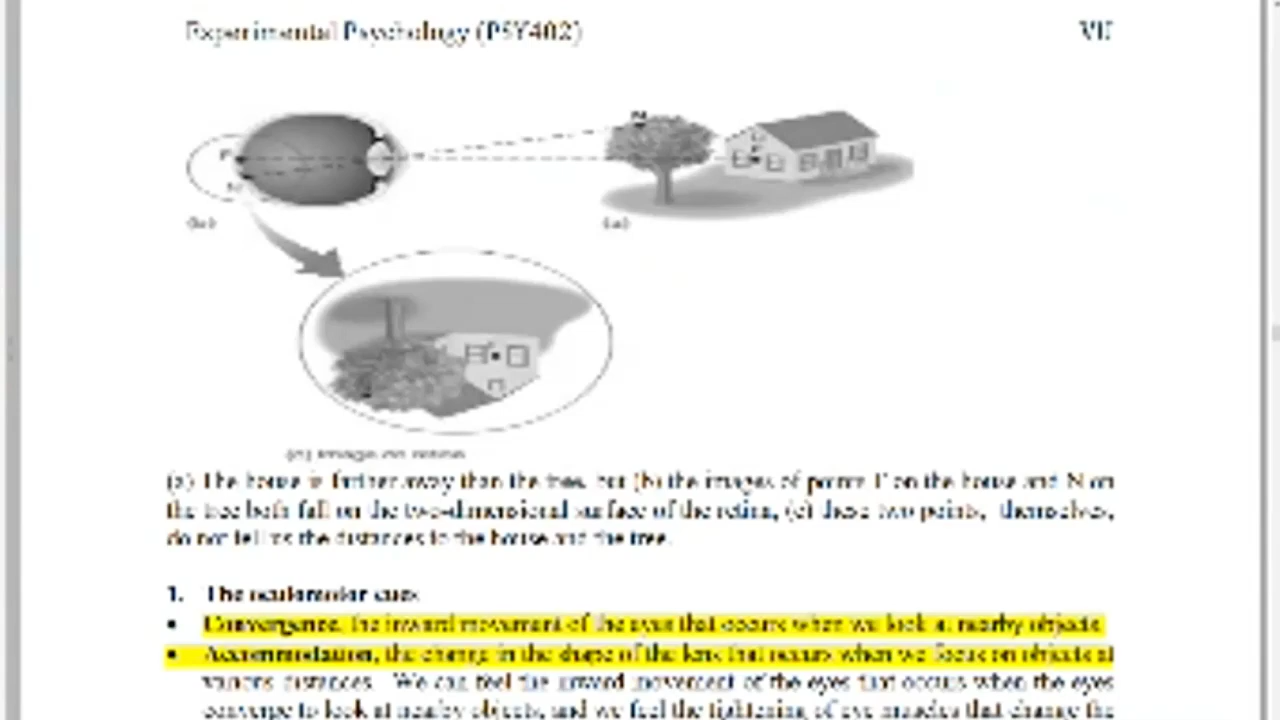 Experimental Psychology (PSY402) VU
N
F
F
N
(b) (a)
(c) Image on retina
(a) The house is farther away than the tree, but (b) the images of points F on the house and N on
the tree both fall on the two-dimensional surface of the retina, (c) these two points, themselves,
do not tell us the distances to the house and the tree.
1. The oculomotor cues
• Convergence, the inward movement of the eyes that occurs when we look at nearby objects.
• Accommodation, the change in the shape of the lens that occurs when we focus on objects at
various distances. We can feel the inward movement of the eyes that occurs when the eyes
converge to look at nearby objects, and we feel the tightening of eye muscles that change the